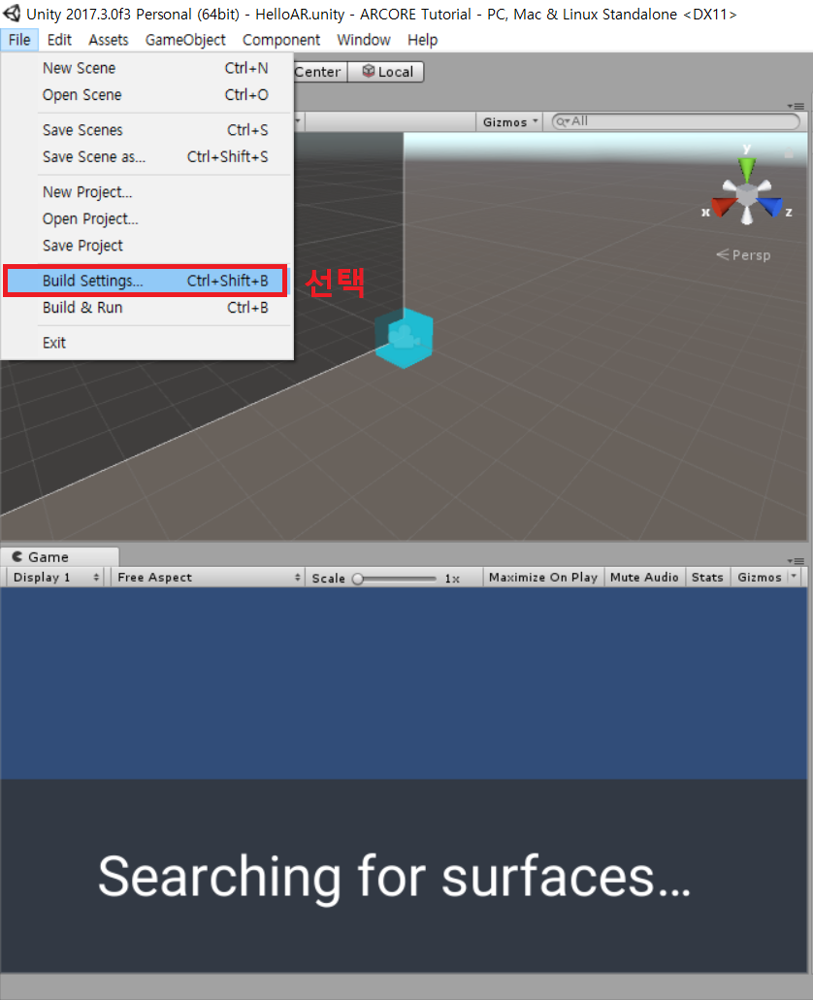 Unity 2017.3.0f3 Personal (64bit) - HelloAR.unity - ARCORE Tutorial - PC, Mac & Linux Standalone <DX11>
File Edit Assets GameObject Component Window Help
New Scene Ctrl+N
Open Scene Ctrl+O
Save Scenes Ctrl+S
Save Scene as... Ctrl+Shift+S
New Project...
Open Project...
Save Project
Build Settings... Ctrl+Shift+B 선택
Build & Run Ctrl+B
Exit
Center Local
Gizmos All
y
x z
Persp
Game
Display 1 Free Aspect Scale 1x Maximize On Play Mute Audio Stats Gizmos
Searching for surfaces...